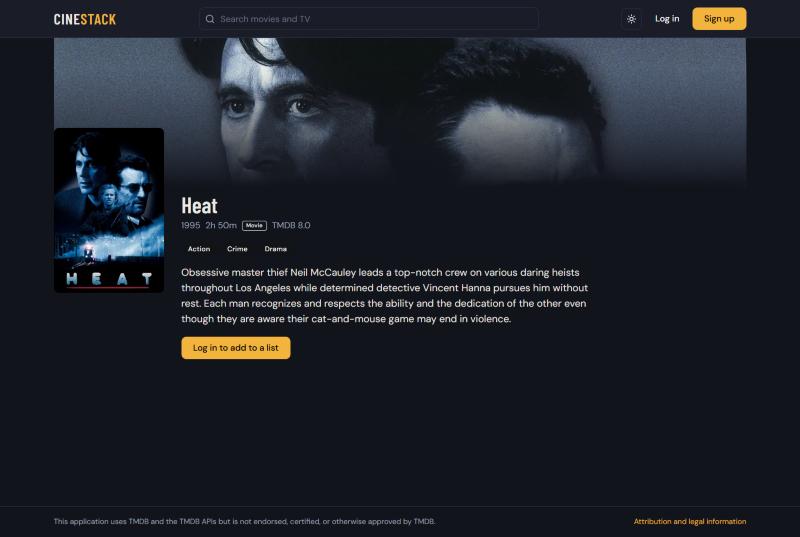 CINESTACK
Search movies and TV
Log in
Sign up
HEAT
Heat
1995 2h 50m Movie TMDB 8.0
Action Crime Drama
Obsessive master thief Neil McCauley leads a top-notch crew on various daring heists
throughout Los Angeles while determined detective Vincent Hanna pursues him without
rest. Each man recognizes and respects the ability and the dedication of the other even
though they are aware their cat-and-mouse game may end in violence.
Log in to add to a list
This application uses TMDB and the TMDB APIs but is not endorsed, certified, or otherwise approved by TMDB.
Attribution and legal information